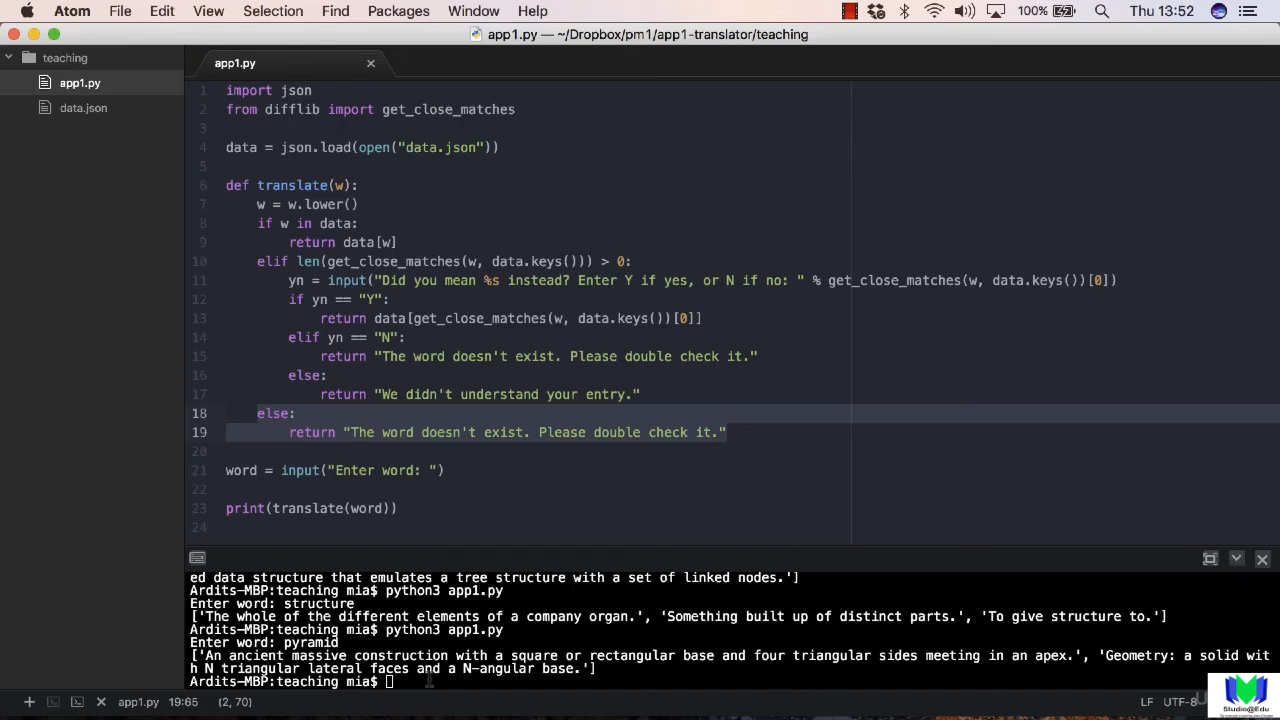 Atom File Edit View Selection Find Packages Window Help 100% Thu 13:52
app1.py — ~/Dropbox/pm1/app1-translator/teaching
teaching
app1.py
data.json
app1.py
1 import json
2 from difflib import get_close_matches
3
4 data = json.load(open("data.json"))
5
6 def translate(w):
7 w = w.lower()
8 if w in data:
9 return data[w]
10 elif len(get_close_matches(w, data.keys())) > 0:
11 yn = input("Did you mean %s instead? Enter Y if yes, or N if no: " % get_close_matches(w, data.keys())[0])
12 if yn == "Y":
13 return data[get_close_matches(w, data.keys())[0]]
14 elif yn == "N":
15 return "The word doesn't exist. Please double check it."
16 else:
17 return "We didn't understand your entry."
18 else:
19 return "The word doesn't exist. Please double check it."
20
21 word = input("Enter word: ")
22
23 print(translate(word))
24
ed data structure that emulates a tree structure with a set of linked nodes.']
Ardits-MBP:teaching mia$ python3 app1.py
Enter word: structure
['The whole of the different elements of a company organ.', 'Something built up of distinct parts.', 'To give structure to.']
Ardits-MBP:teaching mia$ python3 app1.py
Enter word: pyramid
['An ancient massive construction with a square or rectangular base and four triangular sides meeting in an apex.', 'Geometry: a solid wit
h N triangular lateral faces and a N-angular base.']
Ardits-MBP:teaching mia$
app1.py 19:65 (2, 70) LF UTF-8
Studio@Edu